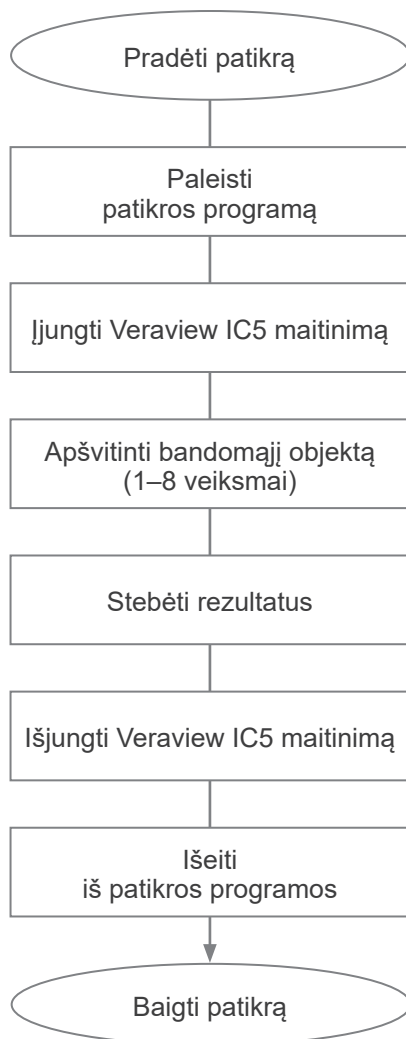 Pradėti patikrą
Paleisti
patikros programą
Įjungti Veraview IC5 maitinimą
Apšvitinti bandomąjį objektą
(1–8 veiksmai)
Stebėti rezultatus
Išjungti Veraview IC5 maitinimą
Išeiti
iš patikros programos
Baigti patikrą